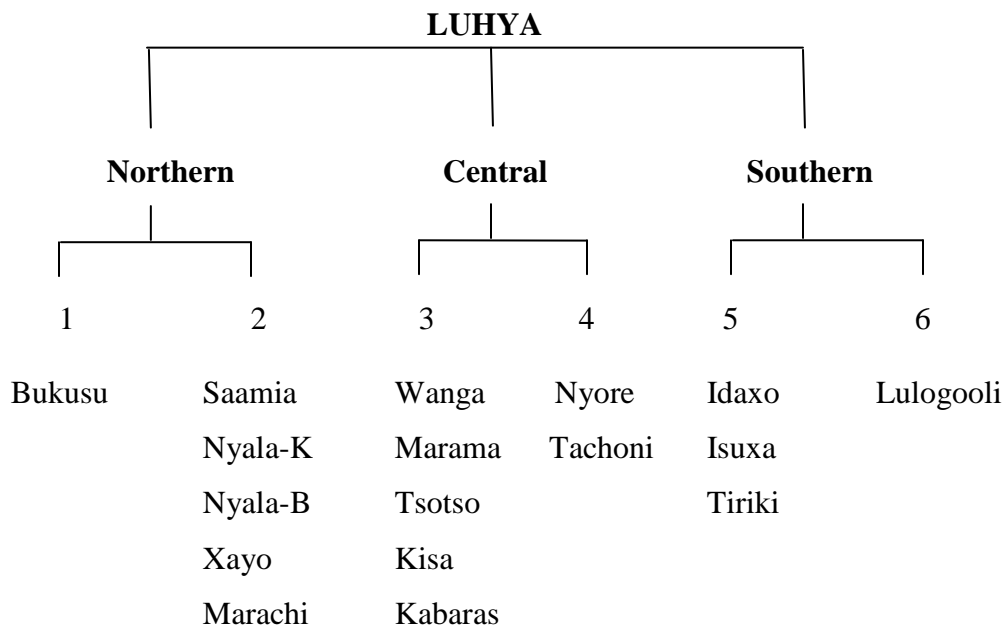 LUHYA
Northern Central Southern
1 2 3 4 5 6
Bukusu Saamia Wanga Nyore Idaxo Lulogooli
Nyala-K Marama Tachoni Isuxa
Nyala-B Tsotso Tiriki
Xayo Kisa
Marachi Kabaras